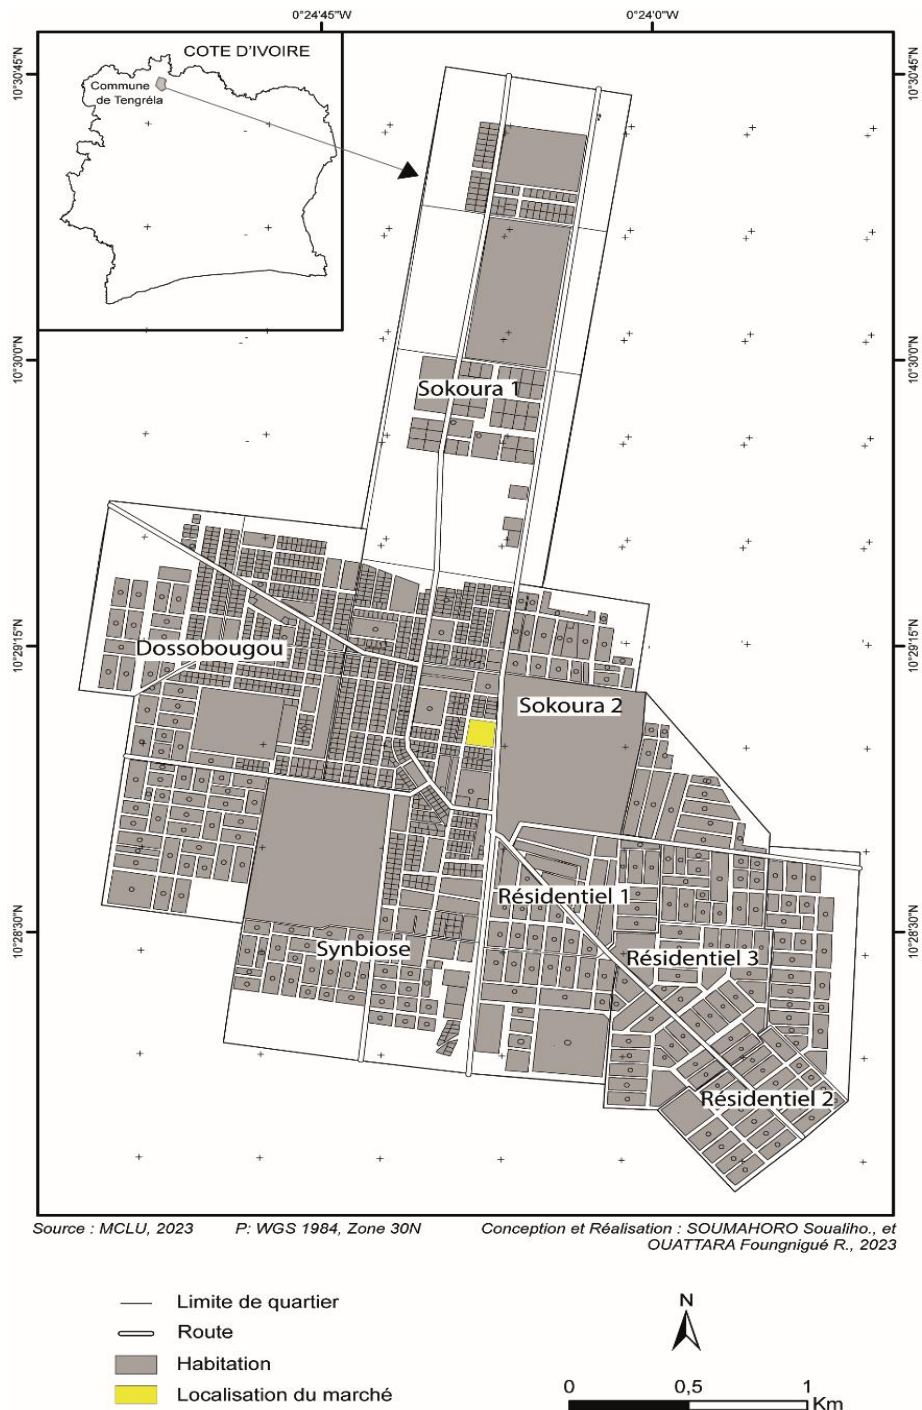 0°24'45"W
0°24'0"W
COTE D'IVOIRE
Commune
de Tengréla
10°30'45"N
10°30'45"N
10°30'0"N
10°30'0"N
Sokoura 1
10°29'15"N
10°29'15"N
Dossobougou
Sokoura 2
Résidentiel 1
10°28'30"N
10°28'30"N
Synbiose
Résidentiel 3
Résidentiel 2
Source : MCLU, 2023
P: WGS 1984, Zone 30N
Conception et Réalisation : SOUMAHORO Soualiho., et
OUATTARA Foungnigué R., 2023
Limite de quartier
Route
Habitation
Localisation du marché
N
0
0,5
1
Km